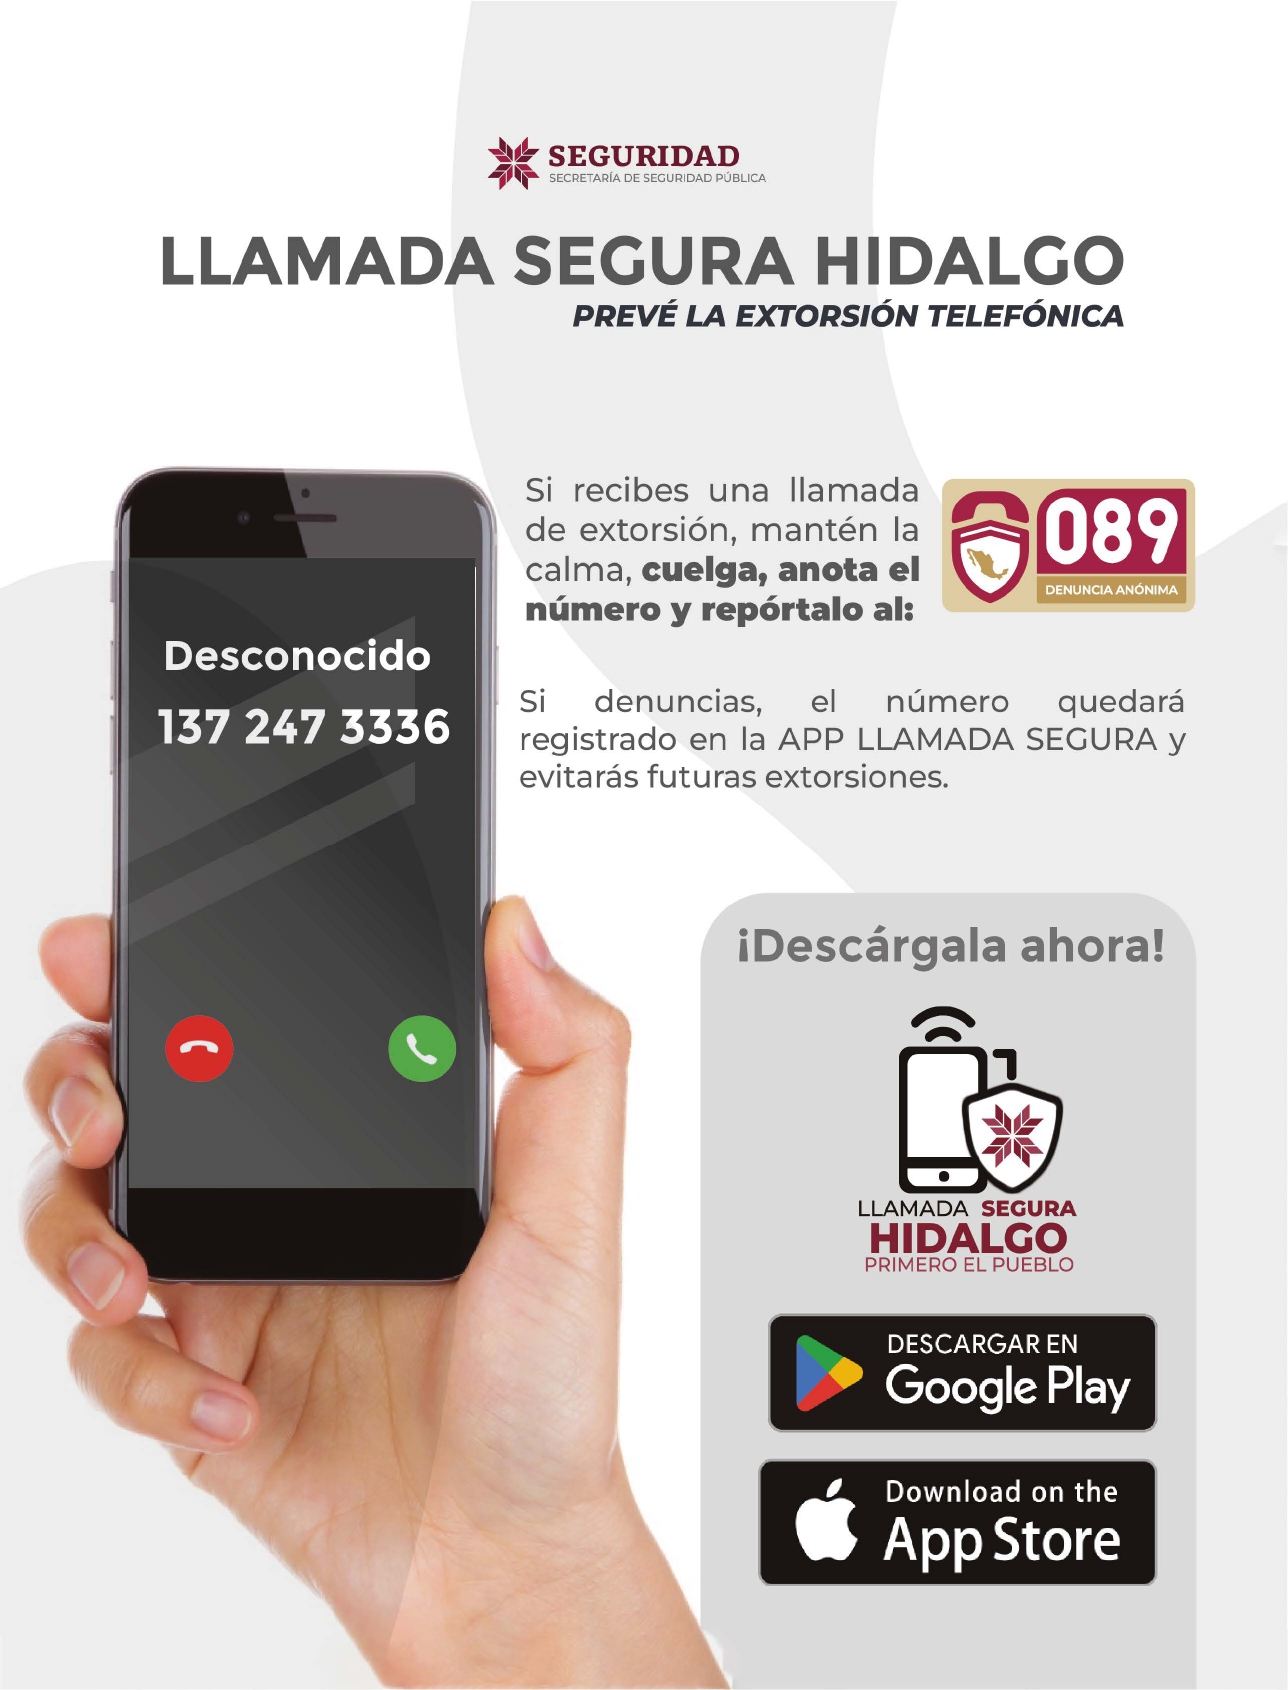 SEGURIDAD
SECRETARÍA DE SEGURIDAD PÚBLICA
LLAMADA SEGURA HIDALGO
PREVÉ LA EXTORSIÓN TELEFÓNICA
Si recibes una llamada
de extorsión, mantén la
calma, cuelga, anota el
número y repórtalo al:
089
DENUNCIA ANÓNIMA
Desconocido
137 247 3336
Si denuncias, el número quedará
registrado en la APP LLAMADA SEGURA y
evitarás futuras extorsiones.
¡Descárgala ahora!
LLAMADA SEGURA
HIDALGO
PRIMERO EL PUEBLO
DESCARGAR EN
Google Play
Download on the
App Store